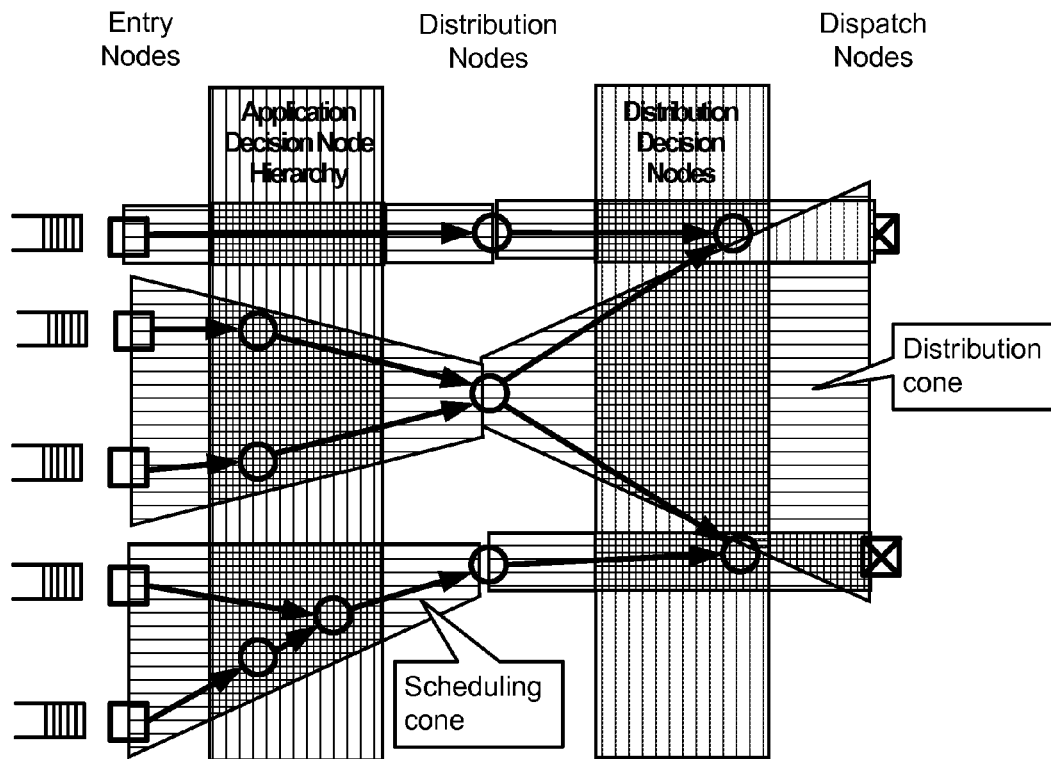 Entry
Nodes
Distribution
Nodes
Dispatch
Nodes
Application
Decision Node
Hierarchy
Distribution
Decision
Nodes
Distribution
cone
Scheduling
cone